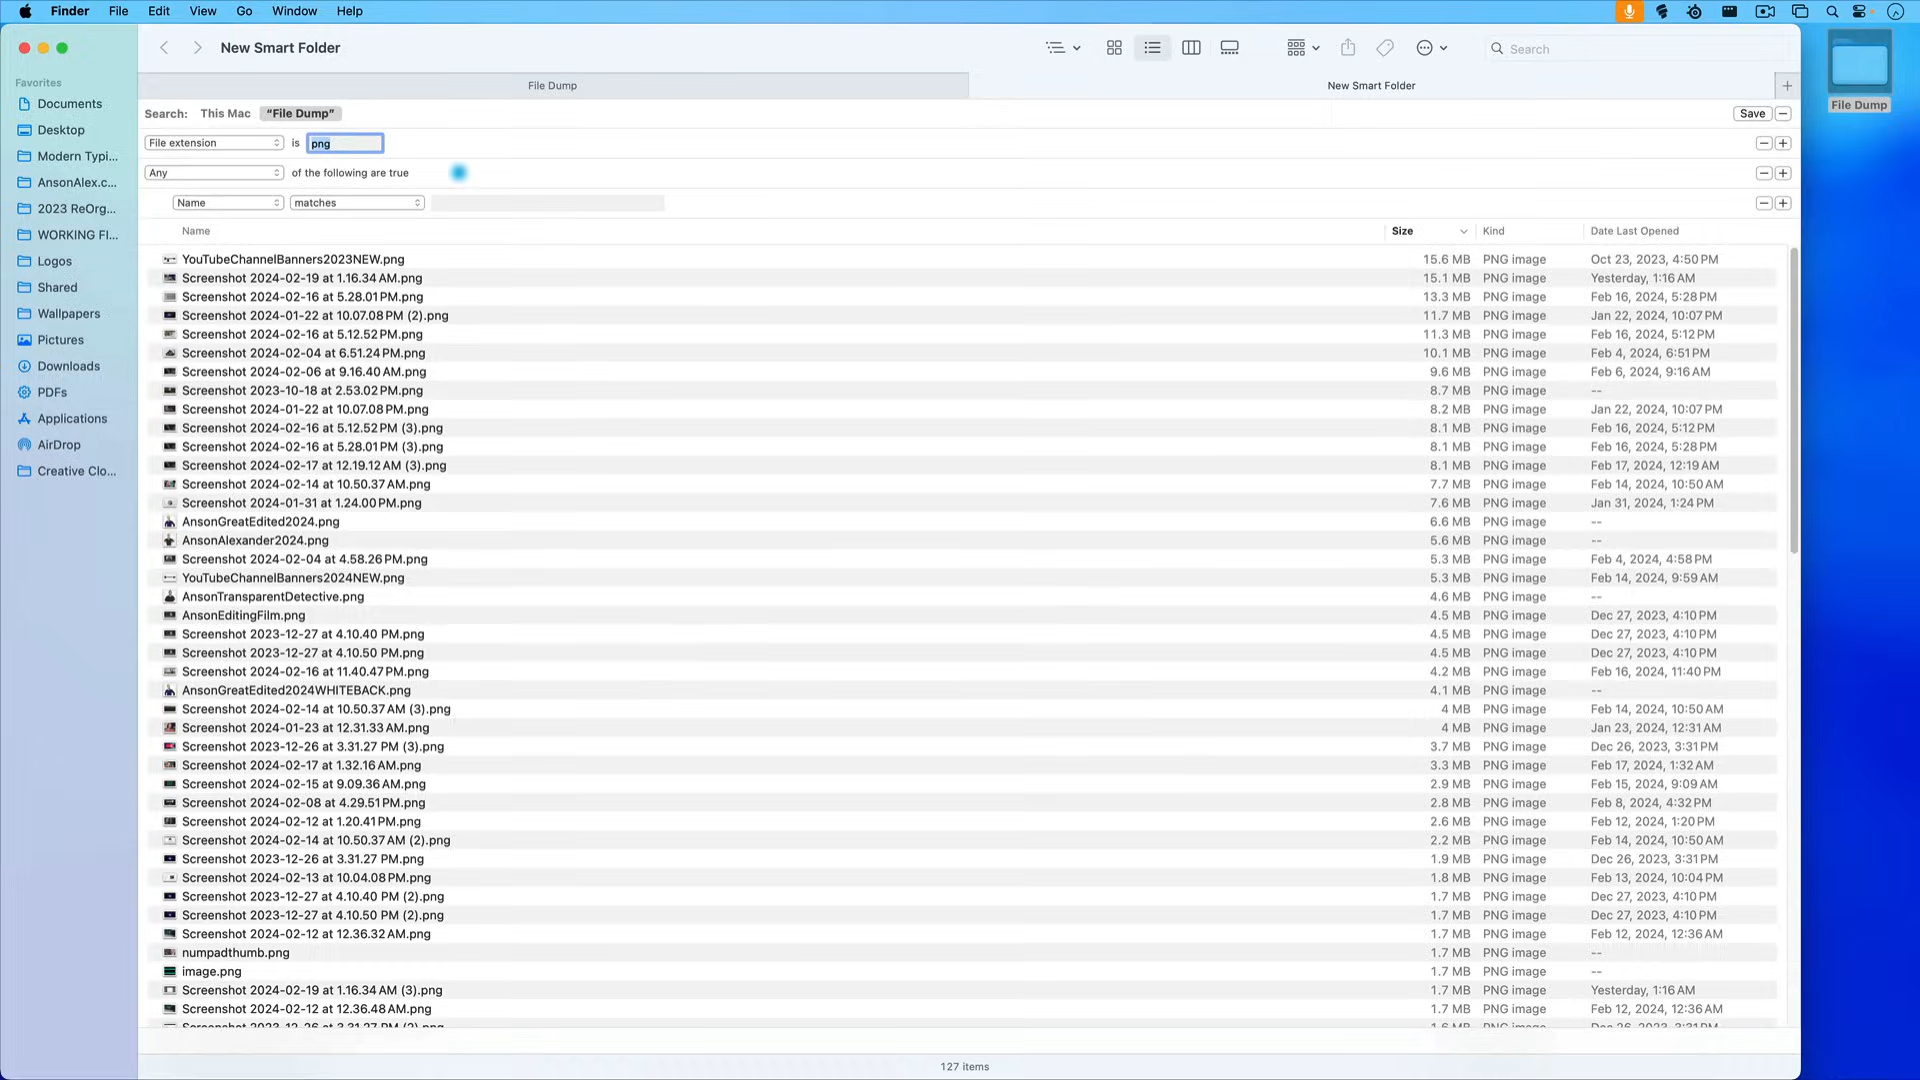 Finder File Edit View Go Window Help
New Smart Folder Search
Favorites
Documents
Desktop
Modern Typi...
AnsonAlex.c...
2023 ReOrg...
WORKING FI...
Logos
Shared
Wallpapers
Pictures
Downloads
PDFs
Applications
AirDrop
Creative Clo...
File Dump New Smart Folder
Search: This Mac “File Dump” Save
File extension is png
Any of the following are true
Name matches
Name Size Kind Date Last Opened
YouTubeChannelBanners2023NEW.png 15.6 MB PNG image Oct 23, 2023, 4:50 PM
Screenshot 2024-02-19 at 1.16.34 AM.png 15.1 MB PNG image Yesterday, 1:16 AM
Screenshot 2024-02-16 at 5.28.01 PM.png 13.3 MB PNG image Feb 16, 2024, 5:28 PM
Screenshot 2024-01-22 at 10.07.08 PM (2).png 11.7 MB PNG image Jan 22, 2024, 10:07 PM
Screenshot 2024-02-16 at 5.12.52 PM.png 11.3 MB PNG image Feb 16, 2024, 5:12 PM
Screenshot 2024-02-04 at 6.51.24 PM.png 10.1 MB PNG image Feb 4, 2024, 6:51 PM
Screenshot 2024-02-06 at 9.16.40 AM.png 9.6 MB PNG image Feb 6, 2024, 9:16 AM
Screenshot 2023-10-18 at 2.53.02 PM.png 8.7 MB PNG image --
Screenshot 2024-01-22 at 10.07.08 PM.png 8.2 MB PNG image Jan 22, 2024, 10:07 PM
Screenshot 2024-02-16 at 5.12.52 PM (3).png 8.1 MB PNG image Feb 16, 2024, 5:12 PM
Screenshot 2024-02-16 at 5.28.01 PM (3).png 8.1 MB PNG image Feb 16, 2024, 5:28 PM
Screenshot 2024-02-17 at 12.19.12 AM (3).png 8.1 MB PNG image Feb 17, 2024, 12:19 AM
Screenshot 2024-02-14 at 10.50.37 AM.png 7.7 MB PNG image Feb 14, 2024, 10:50 AM
Screenshot 2024-01-31 at 1.24.00 PM.png 7.6 MB PNG image Jan 31, 2024, 1:24 PM
AnsonGreatEdited2024.png 6.6 MB PNG image --
AnsonAlexander2024.png 5.6 MB PNG image --
Screenshot 2024-02-04 at 4.58.26 PM.png 5.3 MB PNG image Feb 4, 2024, 4:58 PM
YouTubeChannelBanners2024NEW.png 5.3 MB PNG image Feb 14, 2024, 9:59 AM
AnsonTransparentDetective.png 4.6 MB PNG image --
AnsonEditingFilm.png 4.5 MB PNG image Dec 27, 2023, 4:10 PM
Screenshot 2023-12-27 at 4.10.40 PM.png 4.5 MB PNG image Dec 27, 2023, 4:10 PM
Screenshot 2023-12-27 at 4.10.50 PM.png 4.5 MB PNG image Dec 27, 2023, 4:10 PM
Screenshot 2024-02-16 at 11.40.47 PM.png 4.2 MB PNG image Feb 16, 2024, 11:40 PM
AnsonGreatEdited2024WHITEBACK.png 4.1 MB PNG image --
Screenshot 2024-02-14 at 10.50.37 AM (3).png 4 MB PNG image Feb 14, 2024, 10:50 AM
Screenshot 2024-01-23 at 12.31.33 AM.png 4 MB PNG image Jan 23, 2024, 12:31 AM
Screenshot 2023-12-26 at 3.31.27 PM (3).png 3.7 MB PNG image Dec 26, 2023, 3:31 PM
Screenshot 2024-02-17 at 1.32.16 AM.png 3.3 MB PNG image Feb 17, 2024, 1:32 AM
Screenshot 2024-02-15 at 9.09.36 AM.png 2.9 MB PNG image Feb 15, 2024, 9:09 AM
Screenshot 2024-02-08 at 4.29.51 PM.png 2.8 MB PNG image Feb 8, 2024, 4:32 PM
Screenshot 2024-02-12 at 1.20.41 PM.png 2.6 MB PNG image Feb 12, 2024, 1:20 PM
Screenshot 2024-02-14 at 10.50.37 AM (2).png 2.2 MB PNG image Feb 14, 2024, 10:50 AM
Screenshot 2023-12-26 at 3.31.27 PM.png 1.9 MB PNG image Dec 26, 2023, 3:31 PM
Screenshot 2024-02-13 at 10.04.08 PM.png 1.8 MB PNG image Feb 13, 2024, 10:04 PM
Screenshot 2023-12-27 at 4.10.40 PM (2).png 1.7 MB PNG image Dec 27, 2023, 4:10 PM
Screenshot 2023-12-27 at 4.10.50 PM (2).png 1.7 MB PNG image Dec 27, 2023, 4:10 PM
Screenshot 2024-02-12 at 12.36.32 AM.png 1.7 MB PNG image Feb 12, 2024, 12:36 AM
numpadthumb.png 1.7 MB PNG image --
image.png 1.7 MB PNG image --
Screenshot 2024-02-19 at 1.16.34 AM (3).png 1.7 MB PNG image Yesterday, 1:16 AM
Screenshot 2024-02-12 at 12.36.48 AM.png 1.7 MB PNG image Feb 12, 2024, 12:36 AM
Screenshot 2023-12-26 at 3.31.27 PM (2).png 1.6 MB PNG image Dec 26, 2023, 3:31 PM
127 items
File Dump